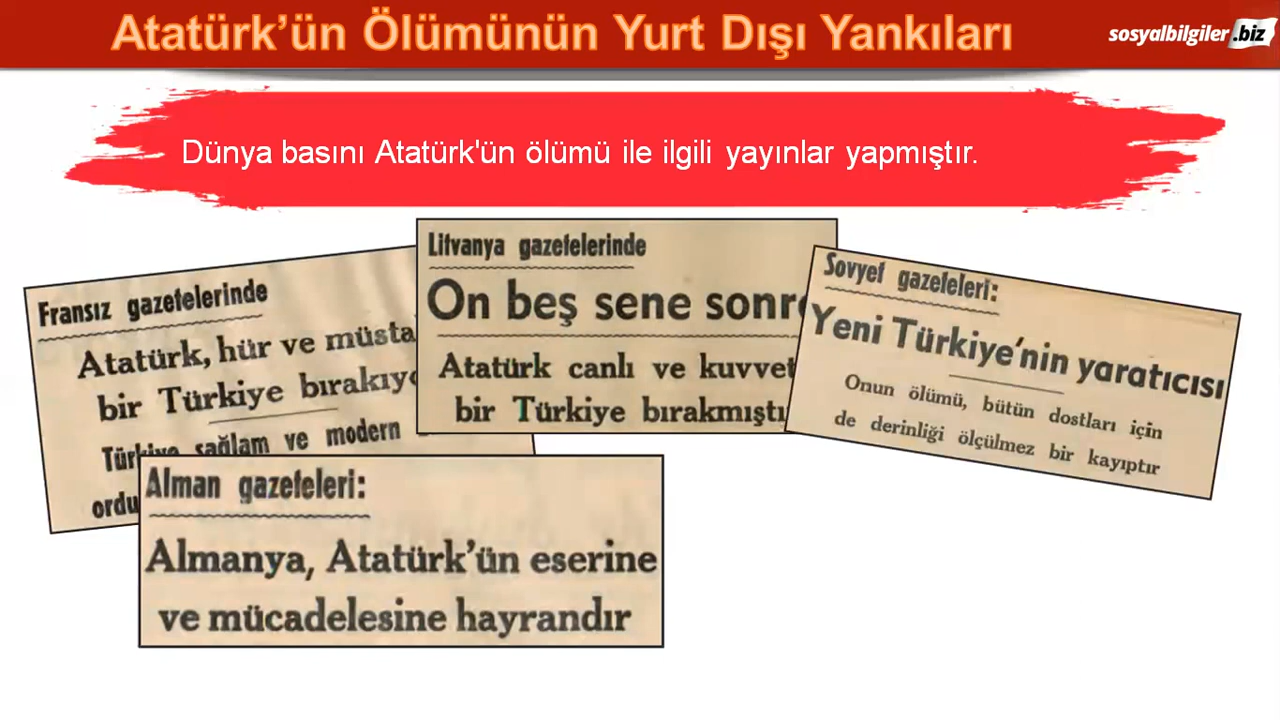 Atatürk’ün Ölümünün Yurt Dışı Yankıları
sosyalbilgiler.biz
Dünya basını Atatürk'ün ölümü ile ilgili yayınlar yapmıştır.
Fransız gazetelerinde
Atatürk, hür ve
bir Türkiye
sağlam ve modern
Litvanya gazetelerinde
On beş sene
Atatürk canlı ve
bir Türkiye
Sovyet gazeteleri:
Yeni Türkiye’nin yaratıcısı
Onun ölümü, bütün dostları için
de derinliği ölçülmez bir kayıptır
Alman gazeteleri:
Almanya, Atatürk’ün eserine
ve mücadelesine hayrandır